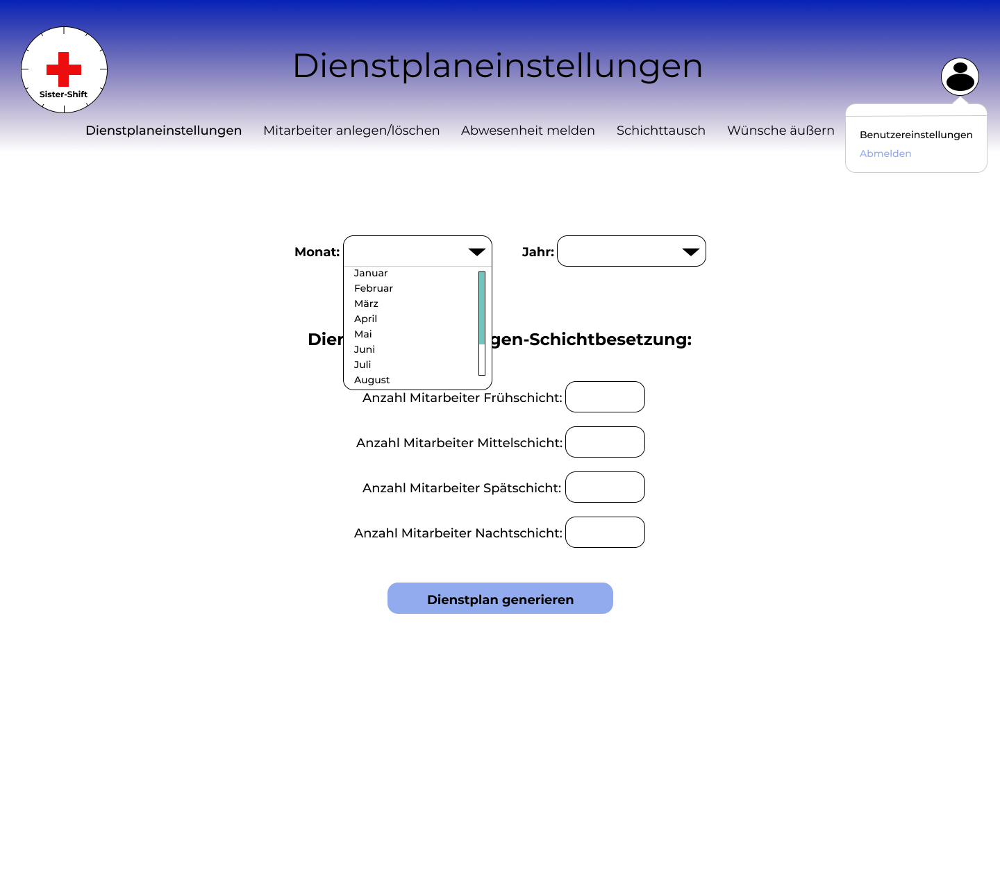 Dienstplaneinstellungen
Sister-Shift
Dienstplaneinstellungen Mitarbeiter anlegen/löschen Abwesenheit melden Schichttausch Wünsche äußern
Benutzereinstellungen
Abmelden
Monat:
Jahr:
Januar
Februar
März
April
Mai
Juni
Juli
August
gen-Schichtbesetzung:
Anzahl Mitarbeiter Frühschicht:
Anzahl Mitarbeiter Mittelschicht:
Anzahl Mitarbeiter Spätschicht:
Anzahl Mitarbeiter Nachtschicht:
Dienstplan generieren